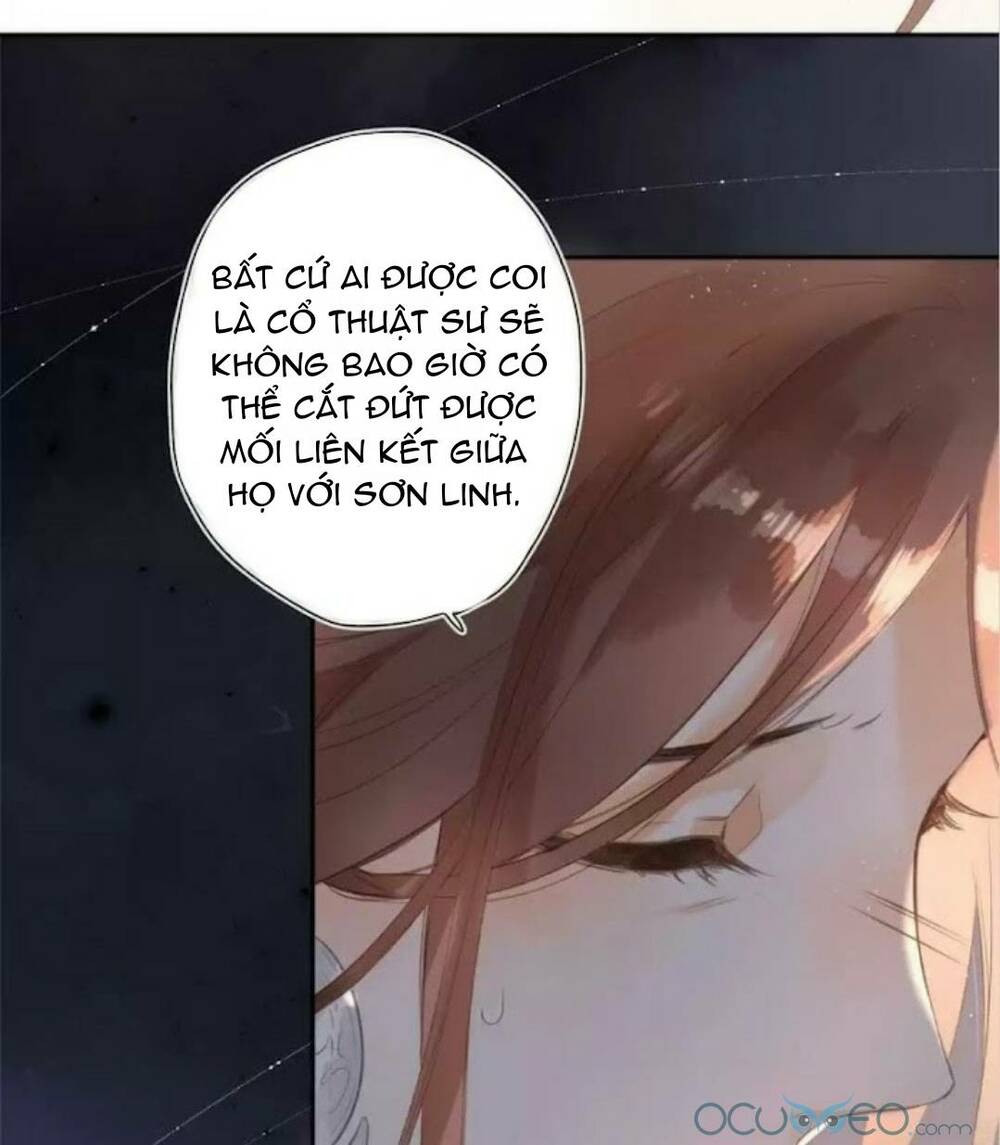 BẤT CỨ AI ĐƯỢC COI
LÀ CỔ THUẬT SƯ SẼ
KHÔNG BAO GIỜ CÓ
THỂ CẮT ĐỨT ĐƯỢC
MỐI LIÊN KẾT GIỮA
HỌ VỚI SƠN LINH.
OCUMEO.comm